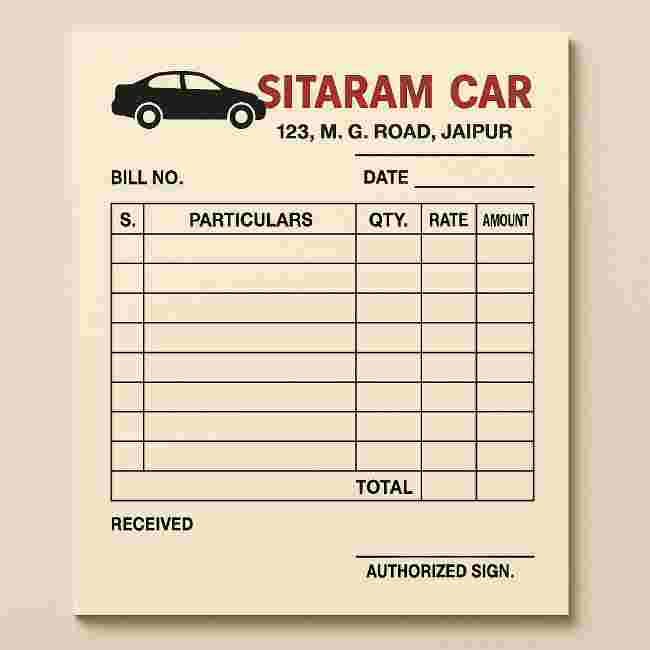 SITARAM CAR
123, M. G. ROAD, JAIPUR
BILL NO. DATE
S. PARTICULARS QTY. RATE AMOUNT
TOTAL
RECEIVED
AUTHORIZED SIGN.